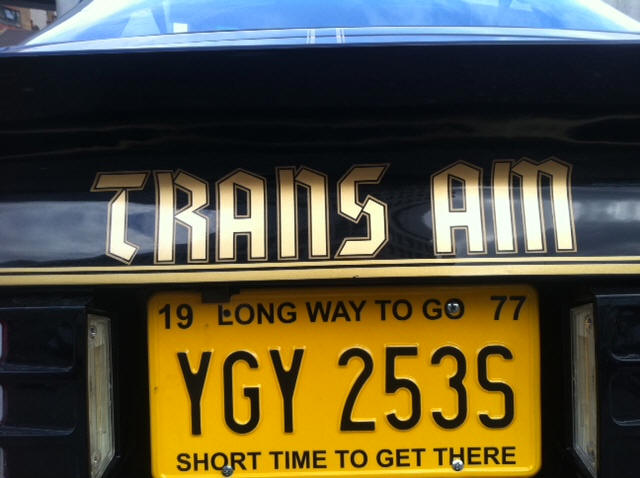 TRANS AM
19 LONG WAY TO GO 77
YGY 253S
SHORT TIME TO GET THERE